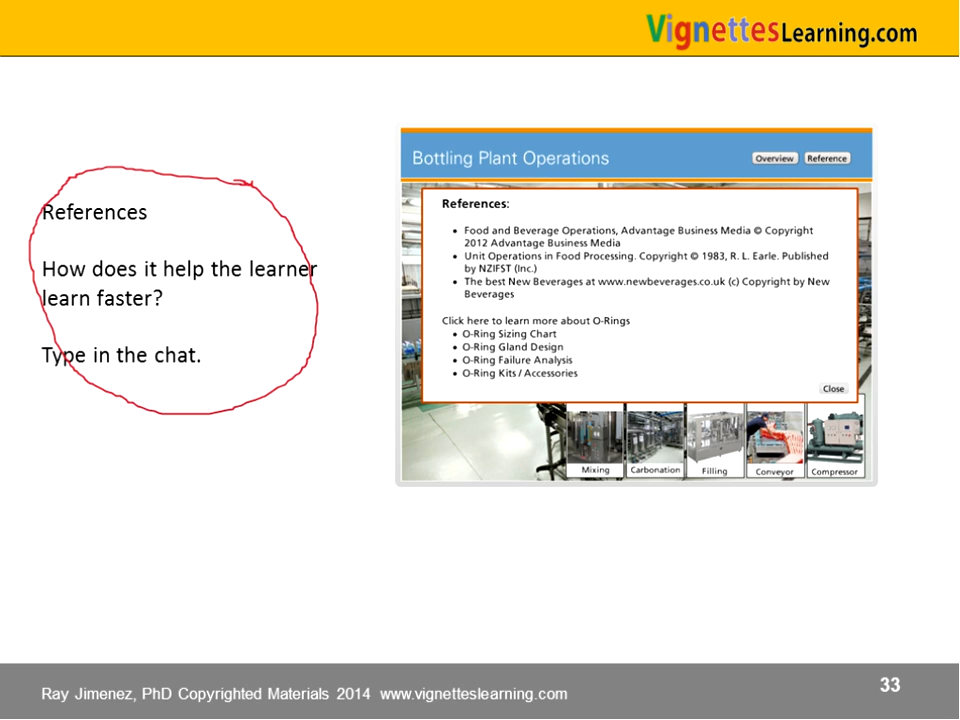 VignettesLearning.com
References
How does it help the learner
learn faster?
Type in the chat.
Bottling Plant Operations
Overview
Reference
References:
• Food and Beverage Operations, Advantage Business Media © Copyright
2012 Advantage Business Media
• Unit Operations in Food Processing. Copyright © 1983, R. L. Earle. Published
by NZIFST (Inc.)
• The best New Beverages at www.newbeverages.co.uk (c) Copyright by New
Beverages
Click here to learn more about O-Rings
• O-Ring Sizing Chart
• O-Ring Gland Design
• O-Ring Failure Analysis
• O-Ring Kits / Accessories
Close
Mixing
Carbonation
Filling
Conveyor
Compressor
Ray Jimenez, PhD Copyrighted Materials 2014 www.vignetteslearning.com
33